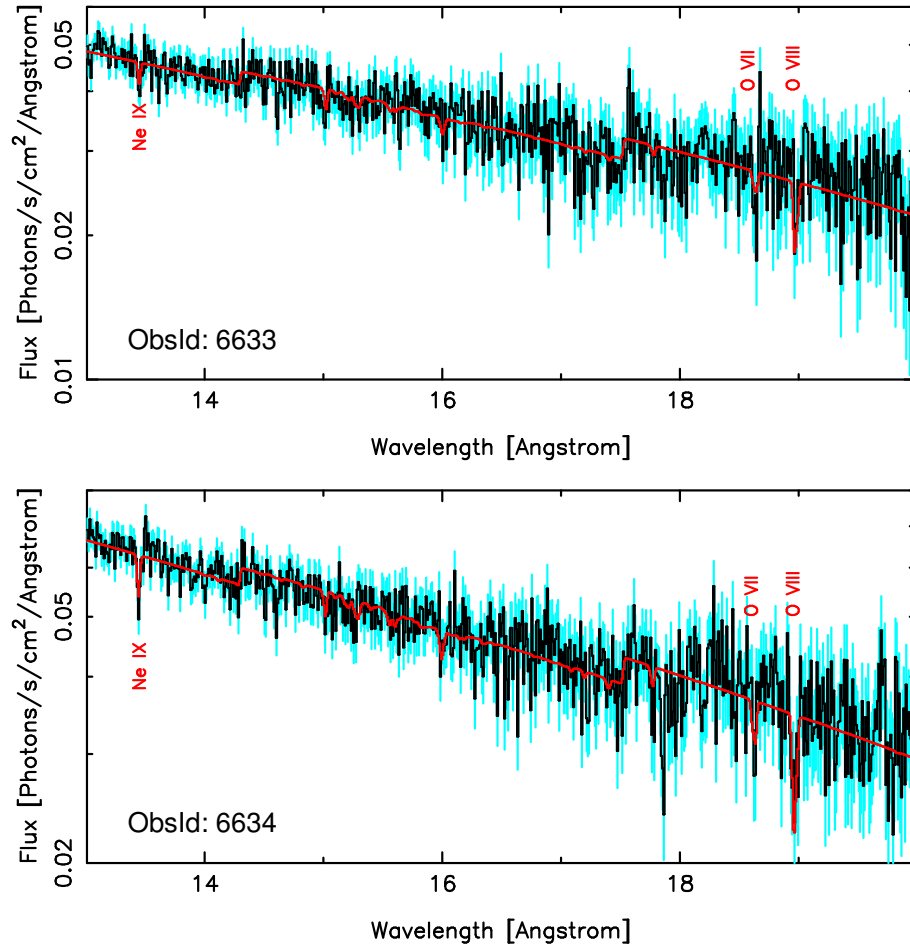 0.05
0.02
0.01
Flux [Photons/s/cm²/Angstrom]
Ne IX
O VII
O VIII
ObsId: 6633
14
16
18
Wavelength [Angstrom]
0.05
0.02
Flux [Photons/s/cm²/Angstrom]
Ne IX
O VII
O VIII
ObsId: 6634
14
16
18
Wavelength [Angstrom]